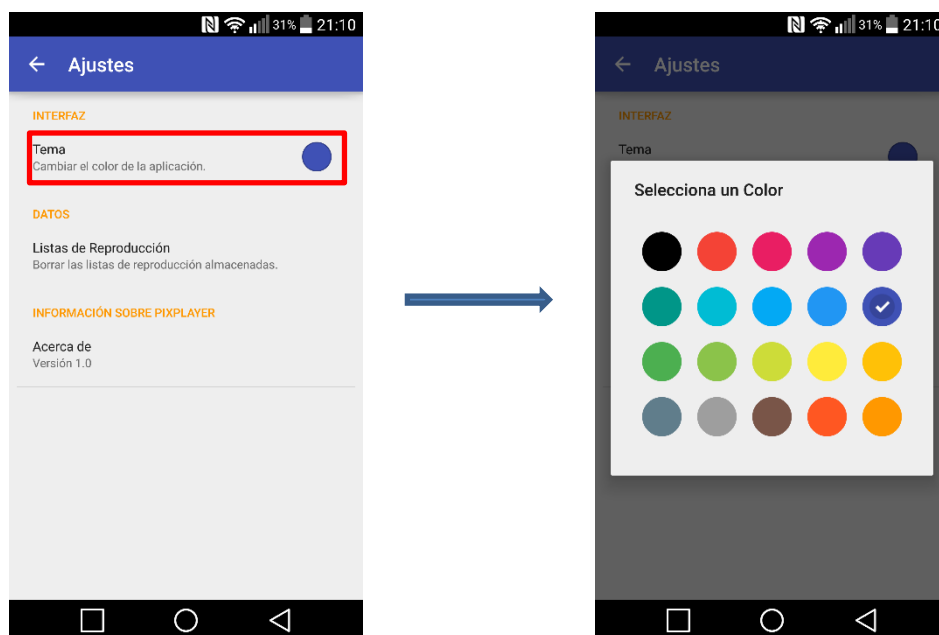 31% 21:10
Ajustes
INTERFAZ
Tema
Cambiar el color de la aplicación.
DATOS
Listas de Reproducción
Borrar las listas de reproducción almacenadas.
INFORMACIÓN SOBRE PIXPLAYER
Acerca de
Versión 1.0
31% 21:10
Ajustes
INTERFAZ
Tema
Selecciona un Color